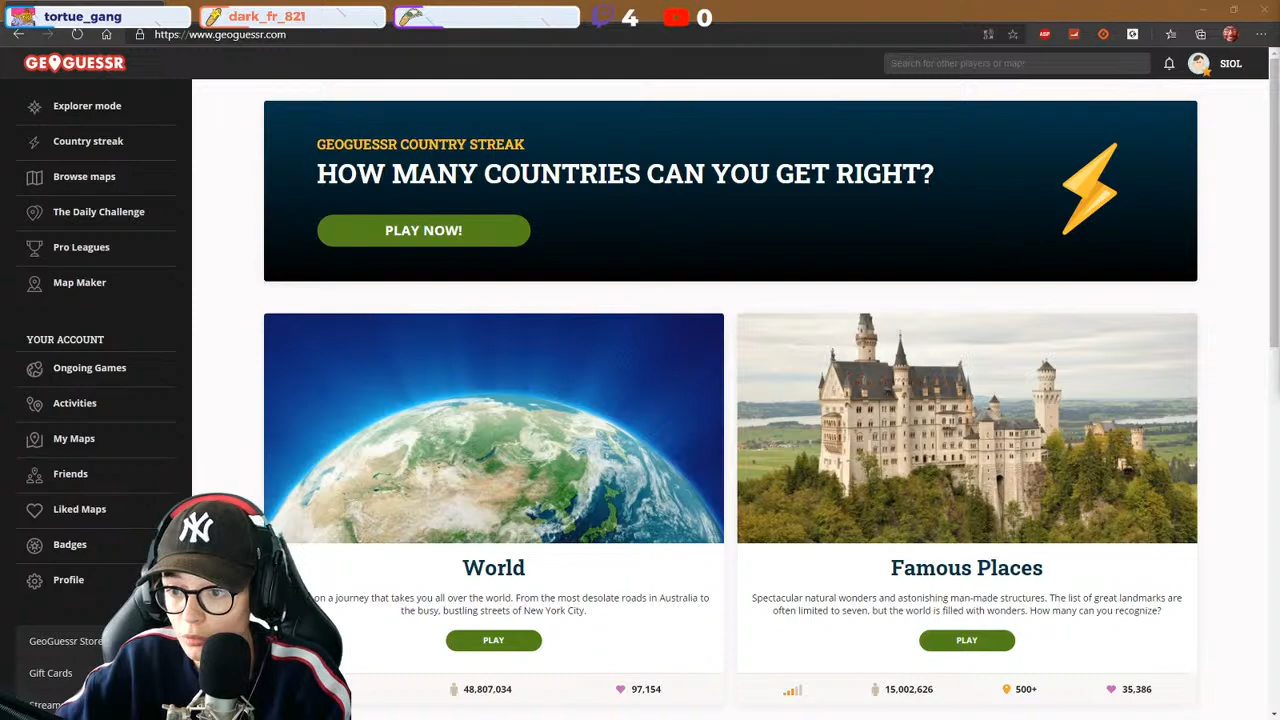 tortue_gang
dark_fr_821
4
0
https://www.geoguessr.com
GEOGUESSR
Search for other players or map!
SIOL
Explorer mode
Country streak
Browse maps
The Daily Challenge
Pro Leagues
Map Maker
YOUR ACCOUNT
Ongoing Games
Activities
My Maps
Friends
Liked Maps
Badges
Profile
GeoGuessr Store
Gift Cards
GEOGUESSR COUNTRY STREAK
HOW MANY COUNTRIES CAN YOU GET RIGHT?
PLAY NOW!
World
on a journey that takes you all over the world. From the most desolate roads in Australia to
the busy, bustling streets of New York City.
PLAY
48,807,034
97,154
Famous Places
Spectacular natural wonders and astonishing man-made structures. The list of great landmarks are
often limited to seven, but the world is filled with wonders. How many can you recognize?
PLAY
15,002,626
500+
35,386
NY
ABP